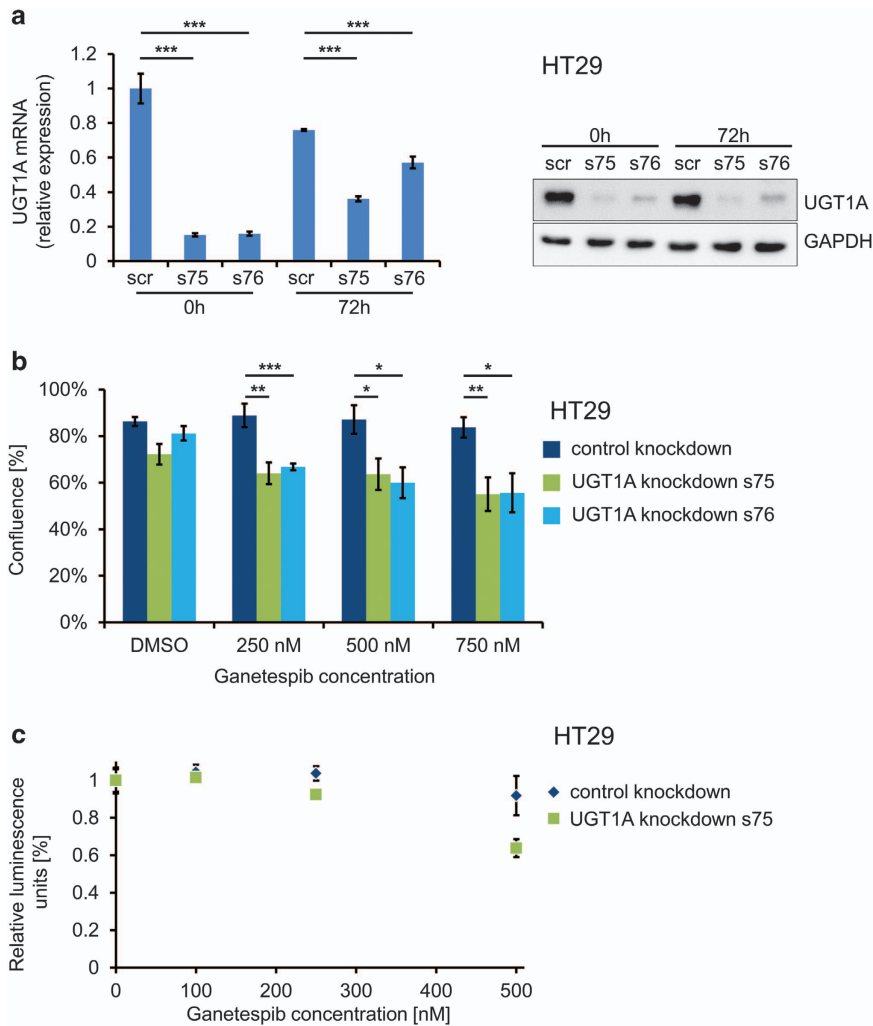 a
***
***
***
***
1.2
1
0.8
0.6
0.4
0.2
0
UGT1A mRNA
(relative expression)
scr s75 s76 scr s75 s76
0h 72h
HT29
0h 72h
scr s75 s76 scr s75 s76
UGT1A
GAPDH
b
*** * *
** * **
100%
80%
60%
40%
20%
0%
Confluence [%]
DMSO 250 nM 500 nM 750 nM
Ganetespib concentration
HT29
control knockdown
UGT1A knockdown s75
UGT1A knockdown s76
c
HT29
1
0.8
0.6
0.4
0.2
0
Relative luminescence
units [%]
0 100 200 300 400 500
Ganetespib concentration [nM]
control knockdown
UGT1A knockdown s75